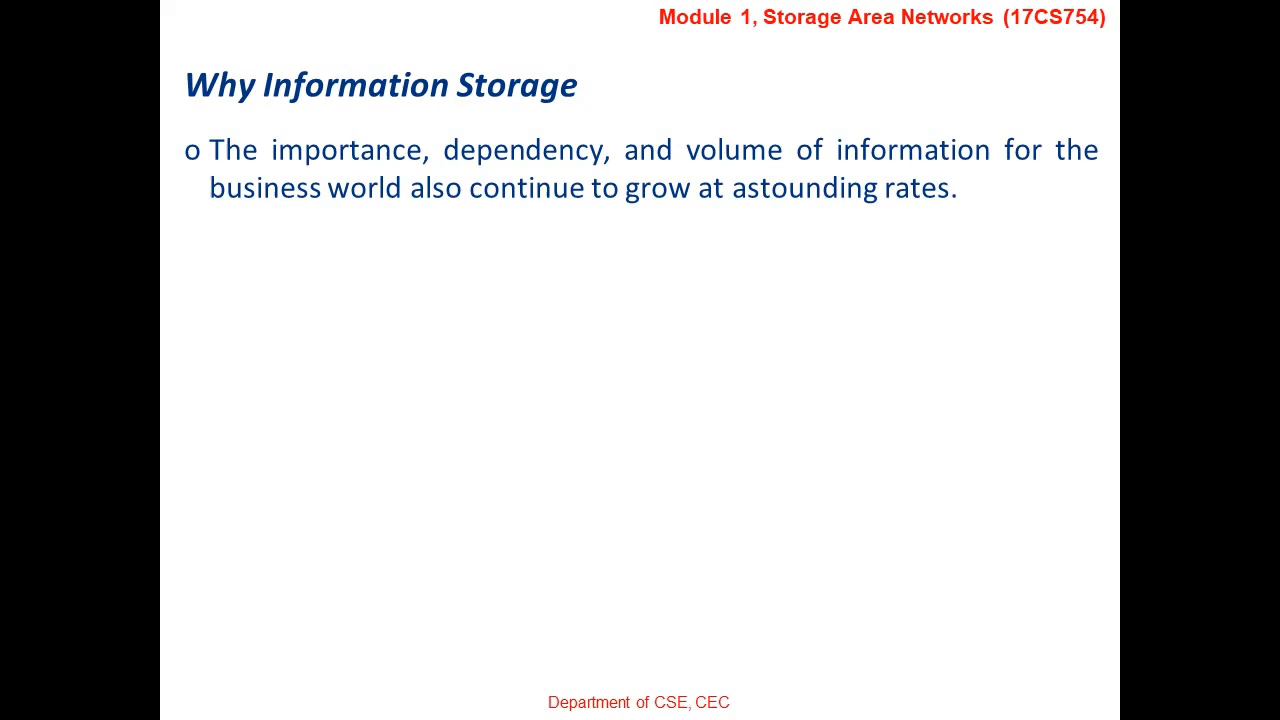 Module 1, Storage Area Networks (17CS754)
Why Information Storage
o The importance, dependency, and volume of information for the
business world also continue to grow at astounding rates.
Department of CSE, CEC